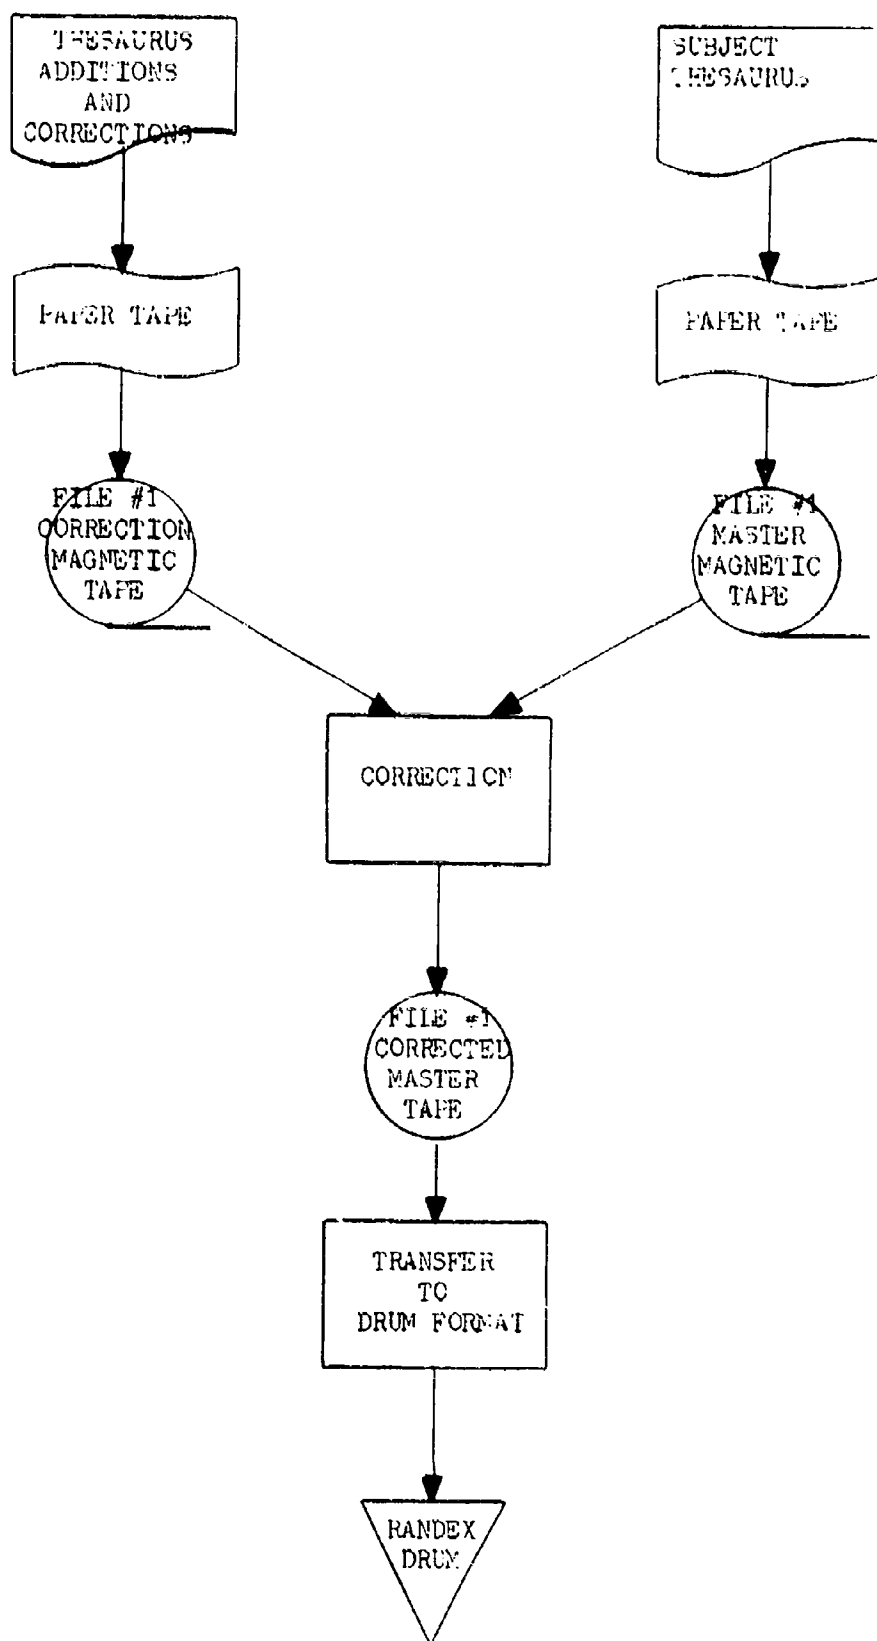 THESAURUS
ADDITIONS
AND
CORRECTIONS
SUBJECT
THESAURUS
PAPER TAPE
PAPER TAPE
FILE #1
CORRECTION
MAGNETIC
TAPE
FILE #1
MASTER
MAGNETIC
TAPE
CORRECTION
FILE #1
CORRECTED
MASTER
TAPE
TRANSFER
TO
DRUM FORMAT
RANDEX
DRUM